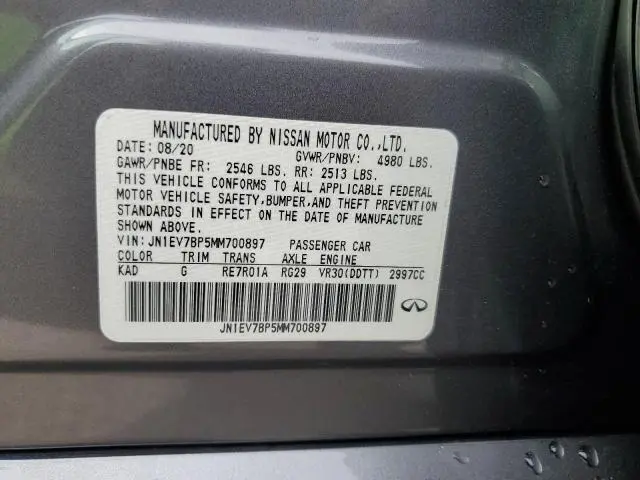 MANUFACTURED BY NISSAN MOTOR CO.,LTD.
DATE: 08/20 GVWR/PNBV: 4980 LBS.
GAWR/PNBE FR: 2546 LBS. RR: 2513 LBS.
THIS VEHICLE CONFORMS TO ALL APPLICABLE FEDERAL
MOTOR VEHICLE SAFETY,BUMPER,AND THEFT PREVENTION
STANDARDS IN EFFECT ON THE DATE OF MANUFACTURE
SHOWN ABOVE.
VIN: JN1EV7BP5MM700897 PASSENGER CAR
COLOR TRIM TRANS AXLE ENGINE
KAD G RE7R01A RG29 VR30(DDTT) 2997CC
JN1EV7BP5MM700897